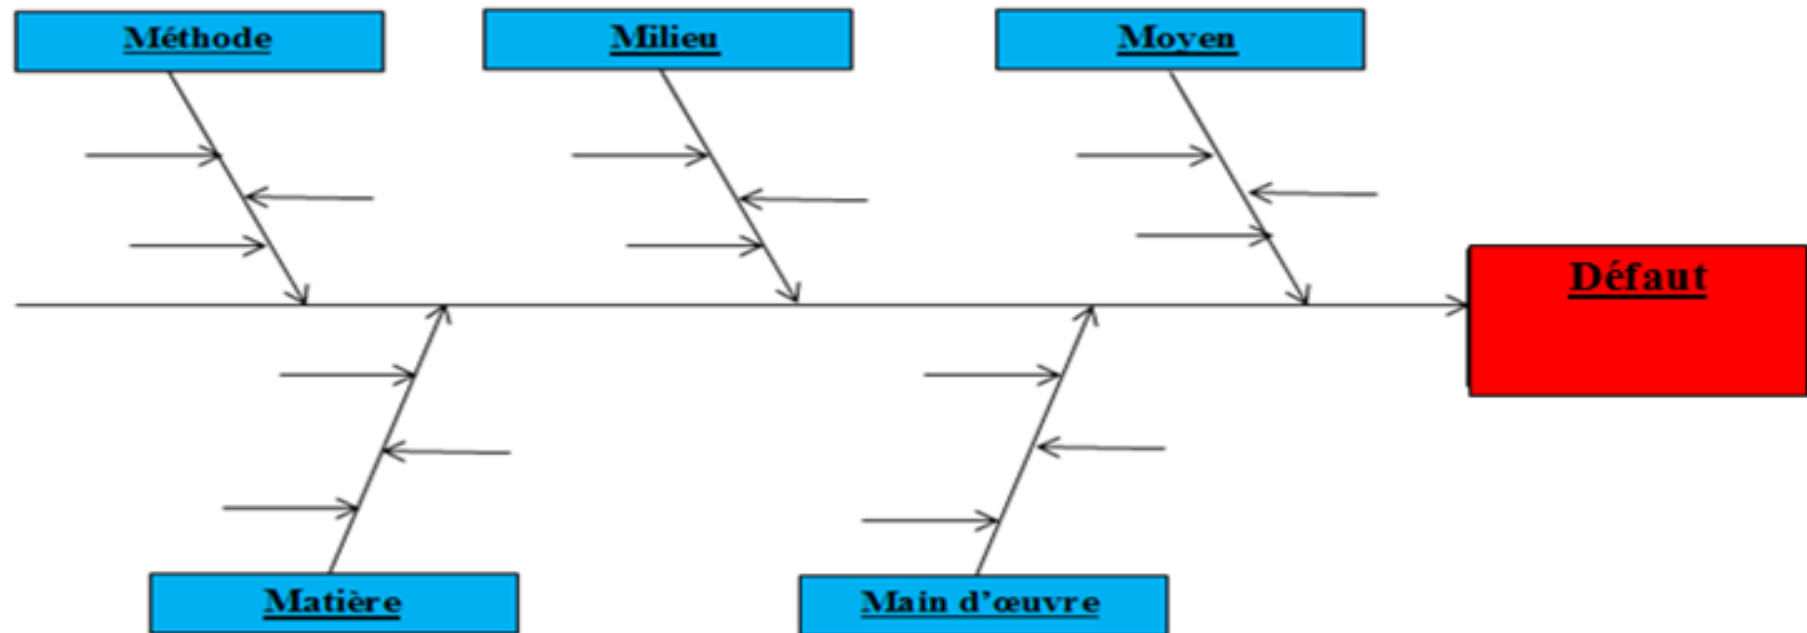 Méthode
Milieu
Moyen
Défaut
Matière
Main d'œuvre